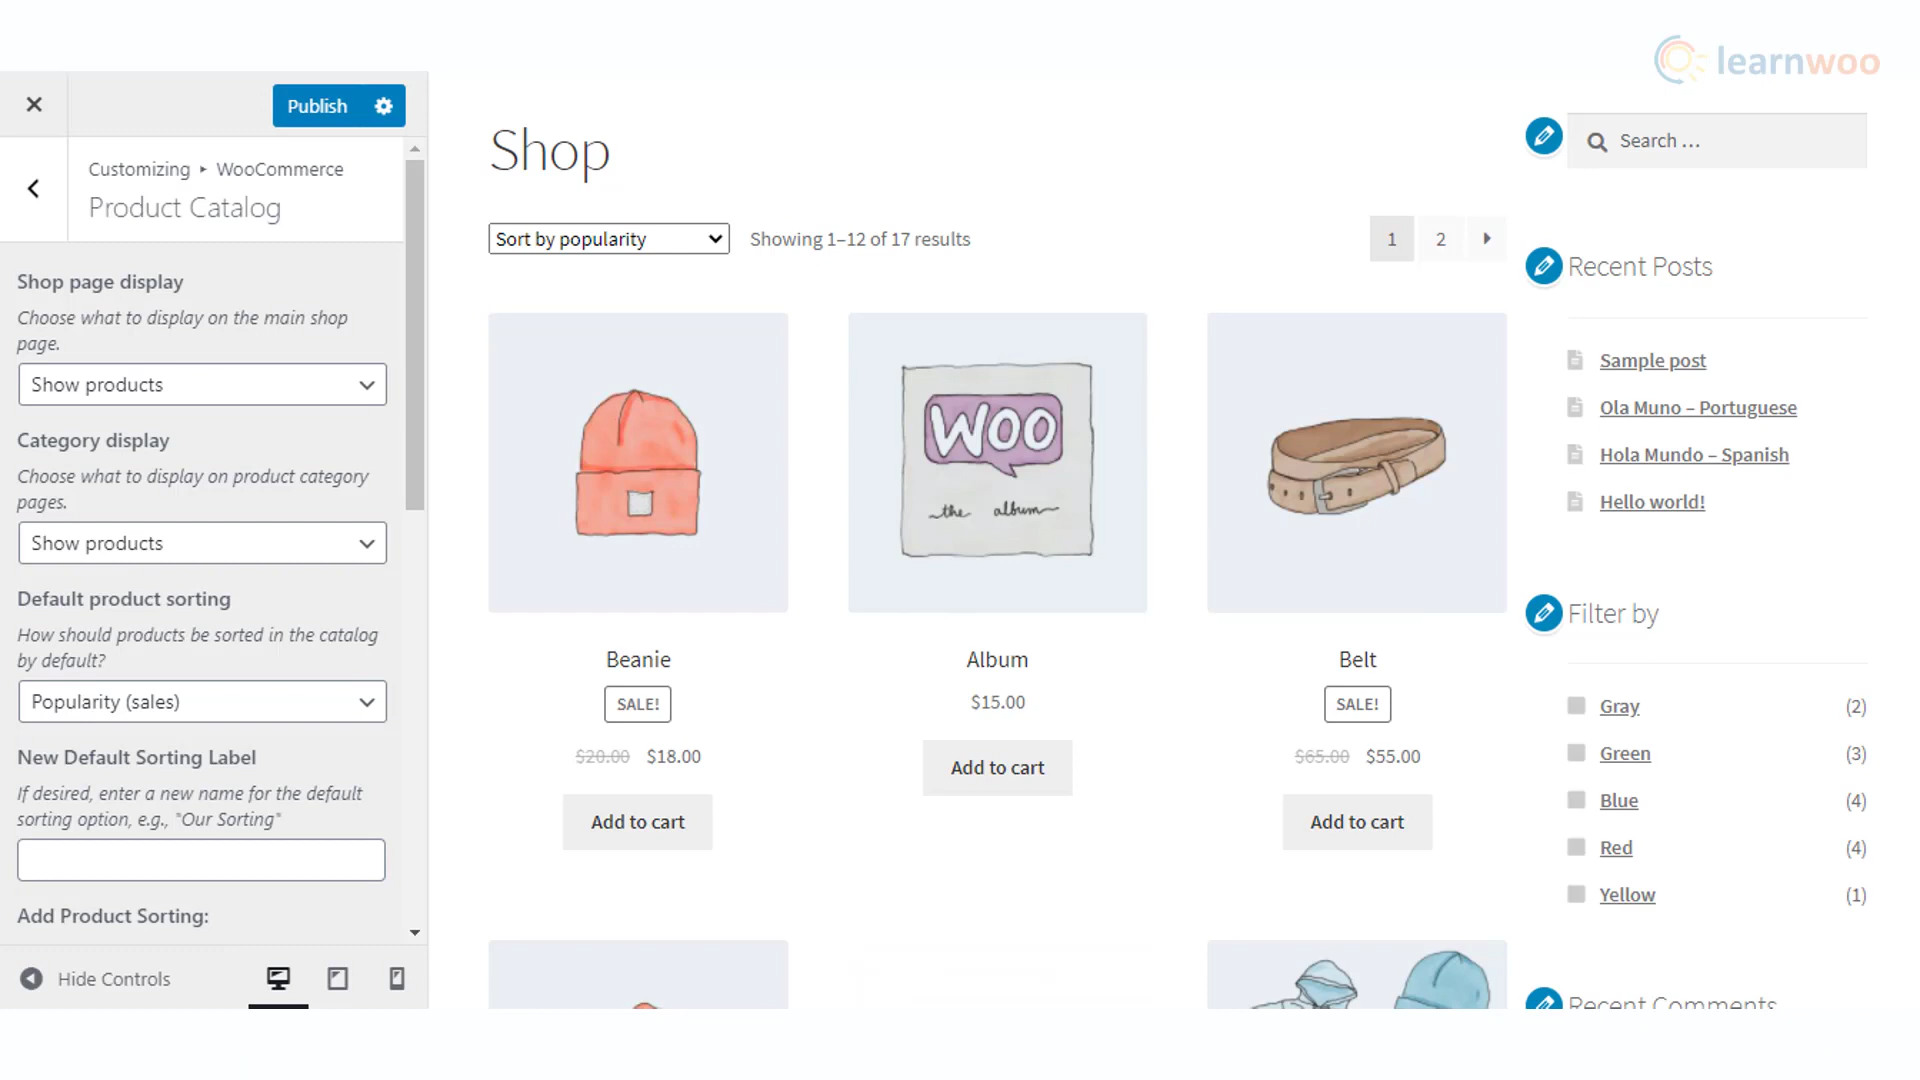 learnwoo
Publish
Customizing ▸ WooCommerce
Product Catalog
Shop page display
Choose what to display on the main shop
page.
Show products
Category display
Choose what to display on product category
pages.
Show products
Default product sorting
How should products be sorted in the catalog
by default?
Popularity (sales)
New Default Sorting Label
If desired, enter a new name for the default
sorting option, e.g., "Our Sorting"
Add Product Sorting:
Hide Controls
Shop
Sort by popularity
Showing 1–12 of 17 results
1 2
Beanie
SALE!
$20.00 $18.00
Add to cart
WOO
the album
Album
$15.00
Add to cart
Belt
SALE!
$65.00 $55.00
Add to cart
Search …
Recent Posts
Sample post
Ola Muno – Portuguese
Hola Mundo – Spanish
Hello world!
Filter by
Gray (2)
Green (3)
Blue (4)
Red (4)
Yellow (1)
Recent Comments